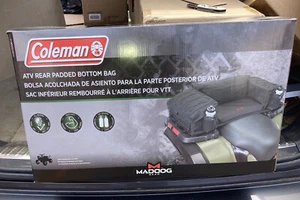 Coleman
ATV REAR PADDED BOTTOM BAG
BOLSA ACOLCHADA DE ASIENTO PARA LA PARTE POSTERIOR DE ATV
SAC INFÉRIEUR REMBOURRÉ À L'ARRIÈRE POUR VTT
MADDOG
GEAR